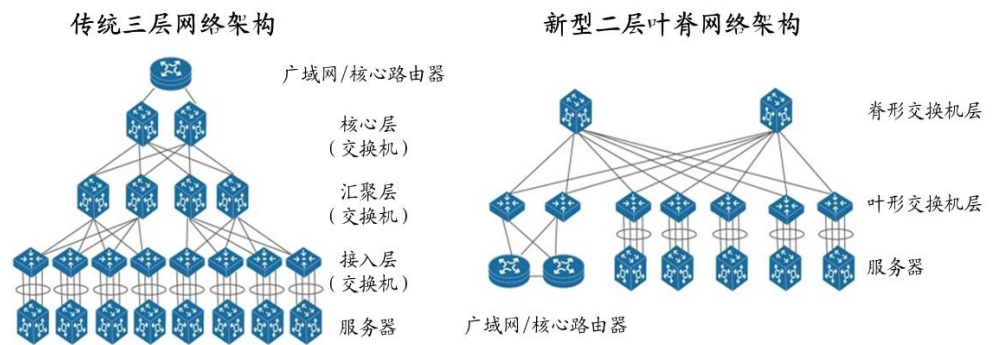 传统三层网络架构
广域网/核心路由器
核心层
（交换机）
汇聚层
（交换机）
接入层
（交换机）
服务器
新型二层叶脊网络架构
脊形交换机层
叶形交换机层
服务器
广域网/核心路由器